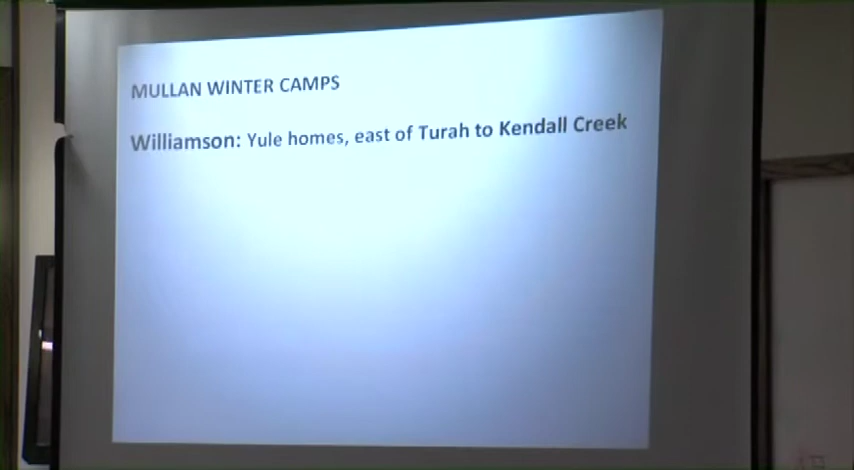 MULLAN WINTER CAMPS
Williamson: Yule homes, east of Turah to Kendall Creek